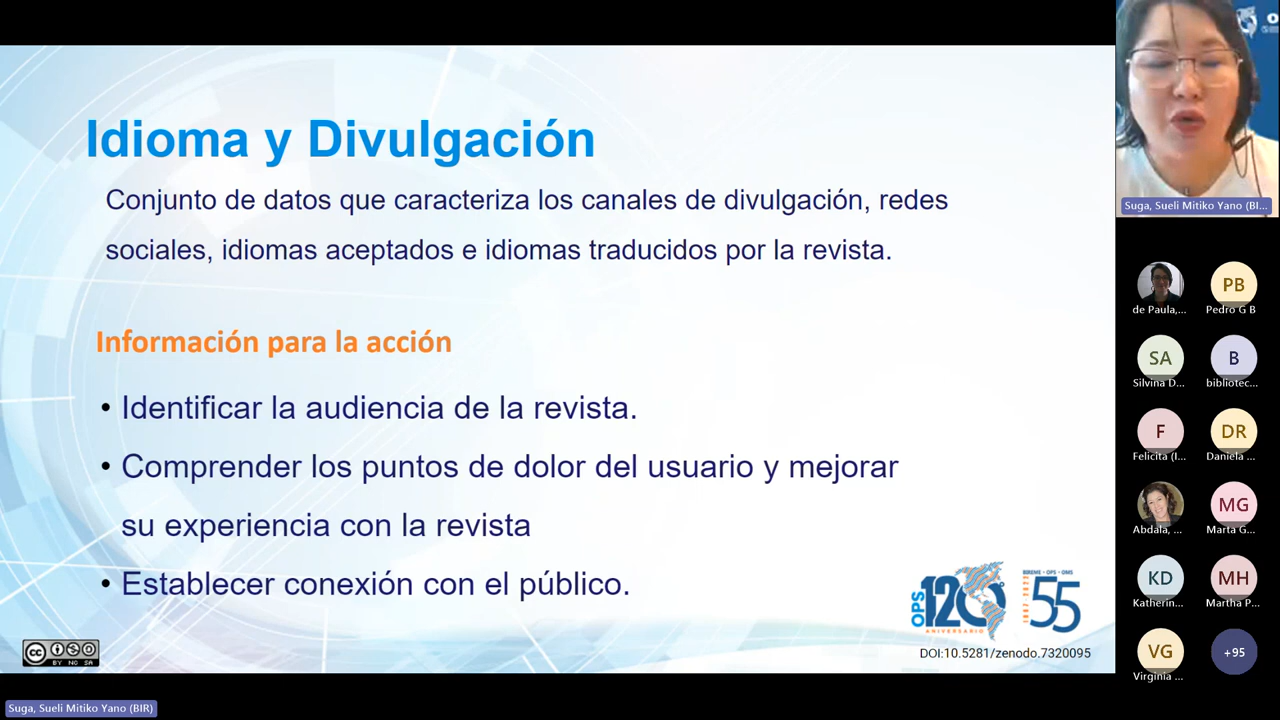 Idioma y Divulgación
Conjunto de datos que caracteriza los canales de divulgación, redes
sociales, idiomas aceptados e idiomas traducidos por la revista.
Información para la acción
• Identificar la audiencia de la revista.
• Comprender los puntos de dolor del usuario y mejorar
su experiencia con la revista
• Establecer conexión con el público.
OPS 120
ANIVERSARIO
BIREME • OPS • OMS
55
DOI:10.5281/zenodo.7320095
cc
BY NC SA
Suga, Sueli Mitiko Yano (BIR)
Suga, Sueli Mitiko Yano (BI...
de Paula,...
PB
Pedro G B
SA
Silvina D...
B
bibliotec...
F
Felicita (I...
DR
Daniela ...
Abdala, ...
MG
Marta G...
KD
Katherin...
MH
Martha P...
VG
Virginia ...
+95